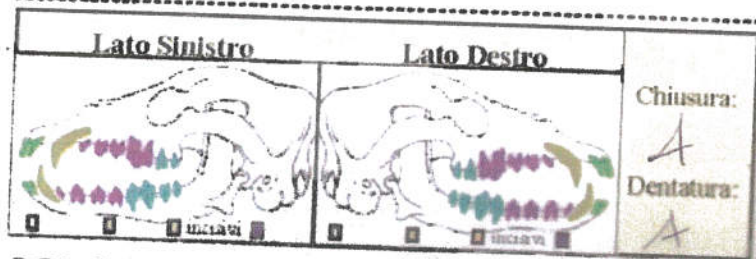 Lato Sinistro
Lato Destro
Chiusura:
A
Dentatura:
A
incisivi
incisivi